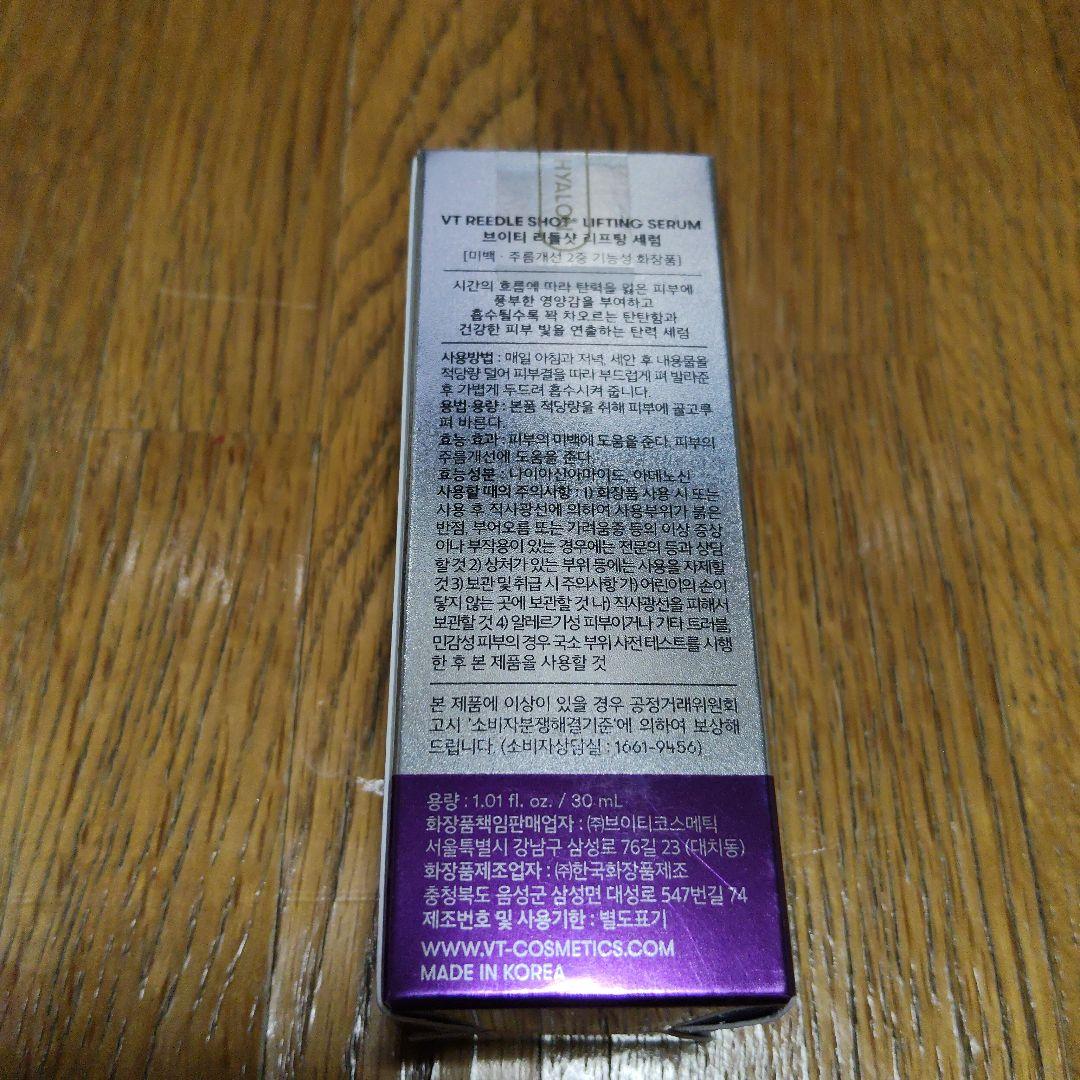 HYALO
VT REEDLE SHOT® LIFTING SERUM
브이티 리들샷 리프팅 세럼
[미백 · 주름개선 2중 기능성 화장품]
시간의 흐름에 따라 탄력을 잃은 피부에
풍부한 영양감을 부여하고
흡수될수록 꽉 차오르는 탄탄함과
건강한 피부 빛을 연출하는 탄력 세럼
사용방법 : 매일 아침과 저녁, 세안 후 내용물을
적당량 덜어 피부결을 따라 부드럽게 펴 발라준
후 가볍게 두드려 흡수시켜 줍니다.
용법·용량 : 본품 적당량을 취해 피부에 골고루
펴 바른다.
효능·효과 : 피부의 미백에 도움을 준다. 피부의
주름개선에 도움을 준다.
효능성분 : 나이아신아마이드, 아데노신
사용할 때의 주의사항 : 1) 화장품 사용 시 또는
사용 후 직사광선에 의하여 사용부위가 붉은
반점, 부어오름 또는 가려움증 등의 이상 증상
이나 부작용이 있는 경우에는 전문의 등과 상담
할 것 2) 상처가 있는 부위 등에는 사용을 자제할
것 3) 보관 및 취급 시 주의사항 가) 어린이의 손이
닿지 않는 곳에 보관할 것 나) 직사광선을 피해서
보관할 것 4) 알레르기성 피부이거나 기타 트러블,
민감성 피부의 경우 국소 부위 사전 테스트를 시행
한 후 본 제품을 사용할 것
본 제품에 이상이 있을 경우 공정거래위원회
고시 '소비자분쟁해결기준'에 의하여 보상해
드립니다. (소비자상담실 : 1661-9456)
용량 : 1.01 fl. oz. / 30 mL
화장품책임판매업자 : ㈜브이티코스메틱
서울특별시 강남구 삼성로 76길 23 (대치동)
화장품제조업자 : ㈜한국화장품제조
충청북도 음성군 삼성면 대성로 547번길 74
제조번호 및 사용기한 : 별도표기
WWW.VT-COSMETICS.COM
MADE IN KOREA